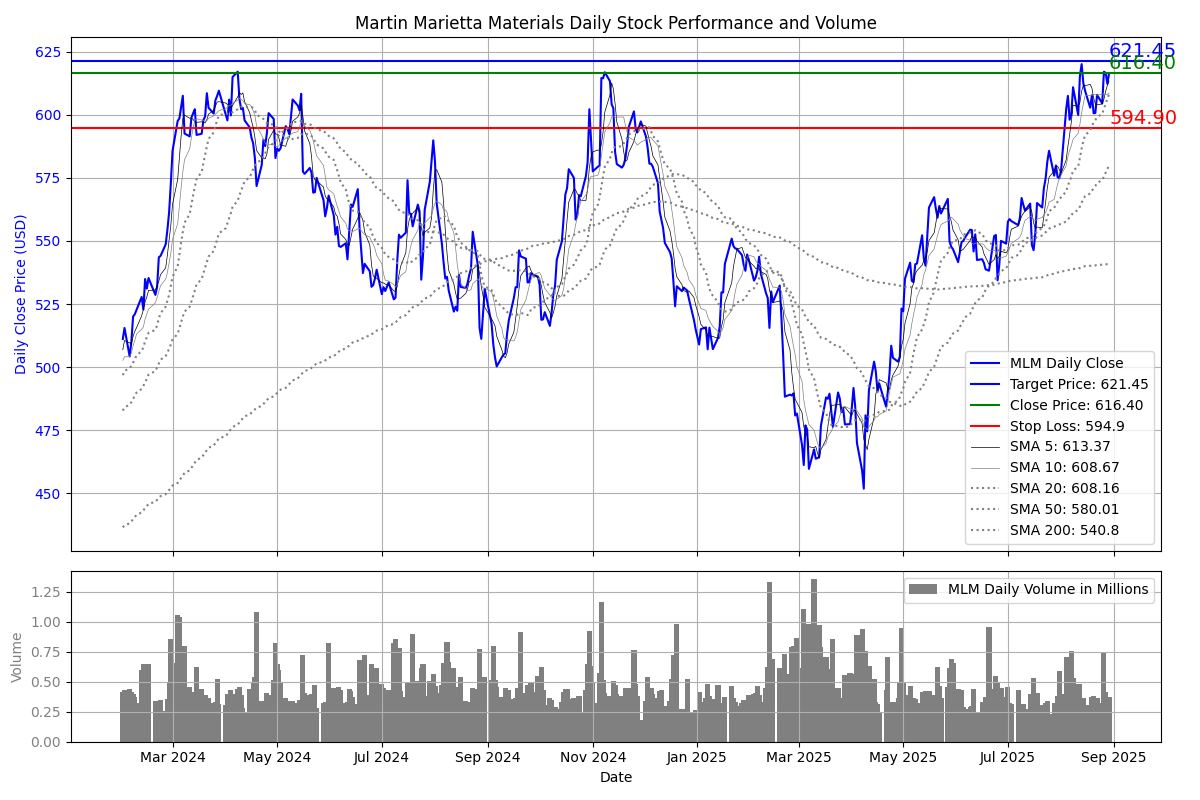 Martin Marietta Materials Daily Stock Performance and Volume
625
600
575
550
525
500
475
450
Daily Close Price (USD)
621.45
616.40
594.90
MLM Daily Close
Target Price: 621.45
Close Price: 616.40
Stop Loss: 594.9
SMA 5: 613.37
SMA 10: 608.67
SMA 20: 608.16
SMA 50: 580.01
SMA 200: 540.8
1.25
1.00
0.75
0.50
0.25
0.00
Volume
MLM Daily Volume in Millions
Mar 2024 May 2024 Jul 2024 Sep 2024 Nov 2024 Jan 2025 Mar 2025 May 2025 Jul 2025 Sep 2025
Date